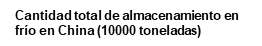 Cantidad total de almacenamiento en
frío en China (10000 toneladas)